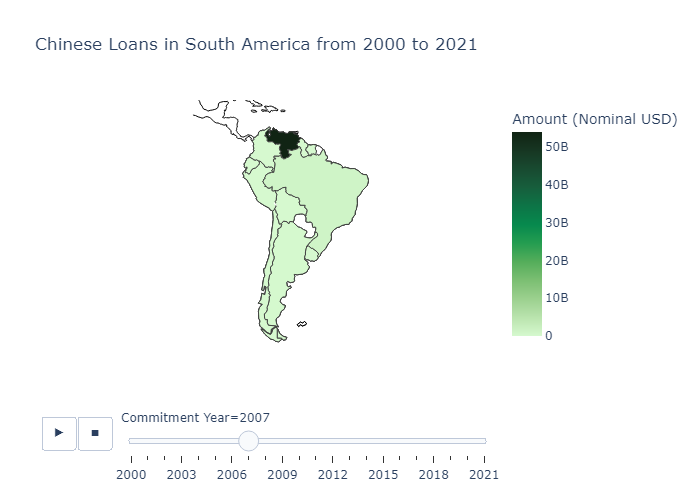 Chinese Loans in South America from 2000 to 2021
Amount (Nominal USD)
50B
40B
30B
20B
10B
0
Commitment Year=2007
2000 2003 2006 2009 2012 2015 2018 2021